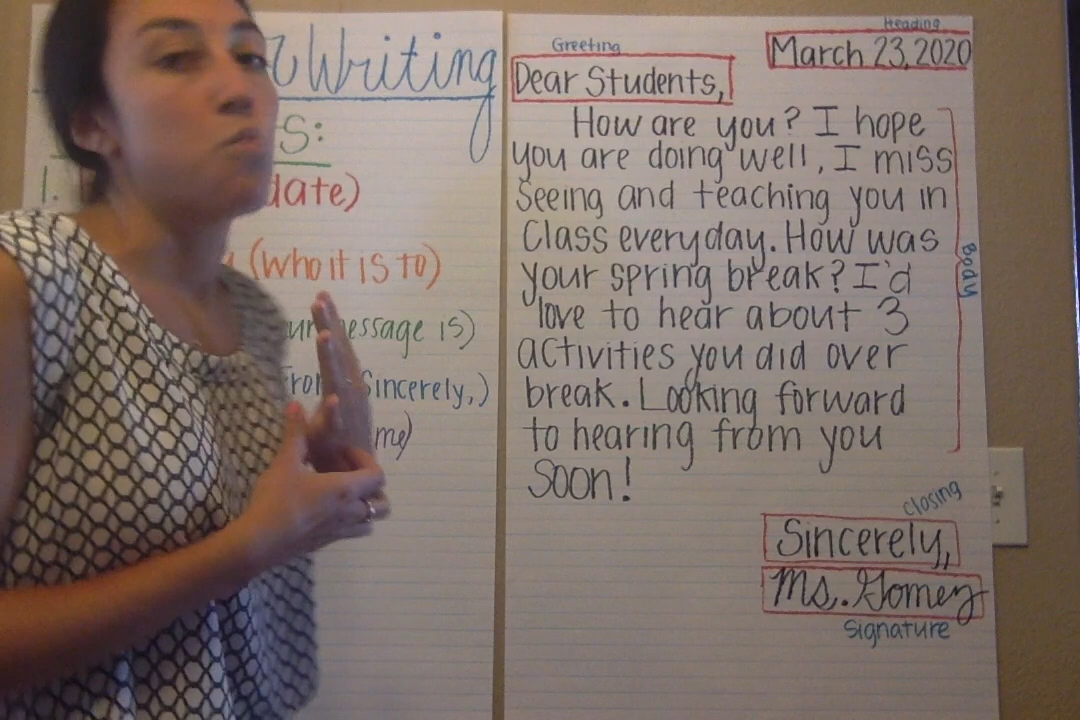 Writing
S:
1.
date)
(who it is to)
message is)
Sincerely,)
me)
Heading
March 23, 2020
Greeting
Dear Students,
How are you? I hope
you are doing well, I miss
seeing and teaching you in
Class everyday. How was
your spring break? I'd
love to hear about 3
activities you did over
break. Looking forward
to hearing from you
soon!
Body
closing
Sincerely,
Ms. Gomez
Signature